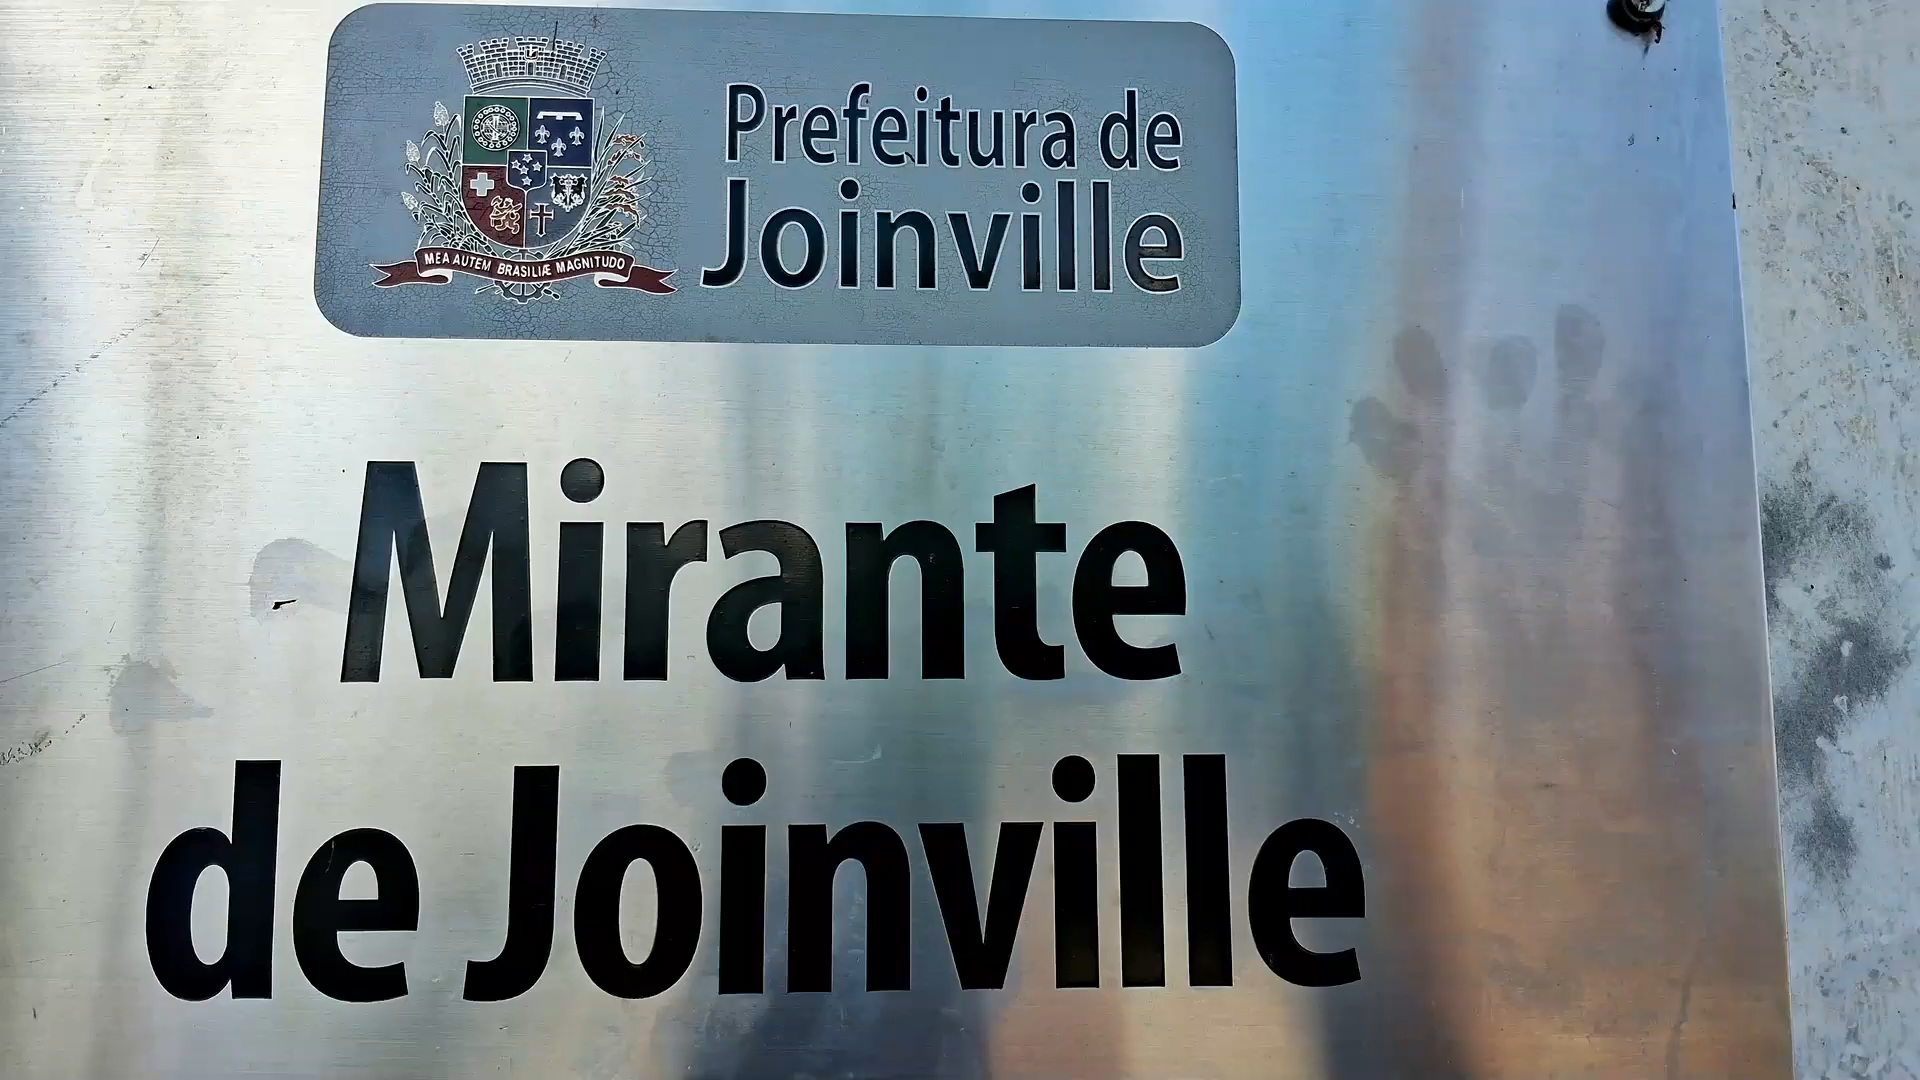 Prefeitura de
Joinville
MEA AUTEM BRASILIÆ MAGNITUDO
Mirante
de Joinville